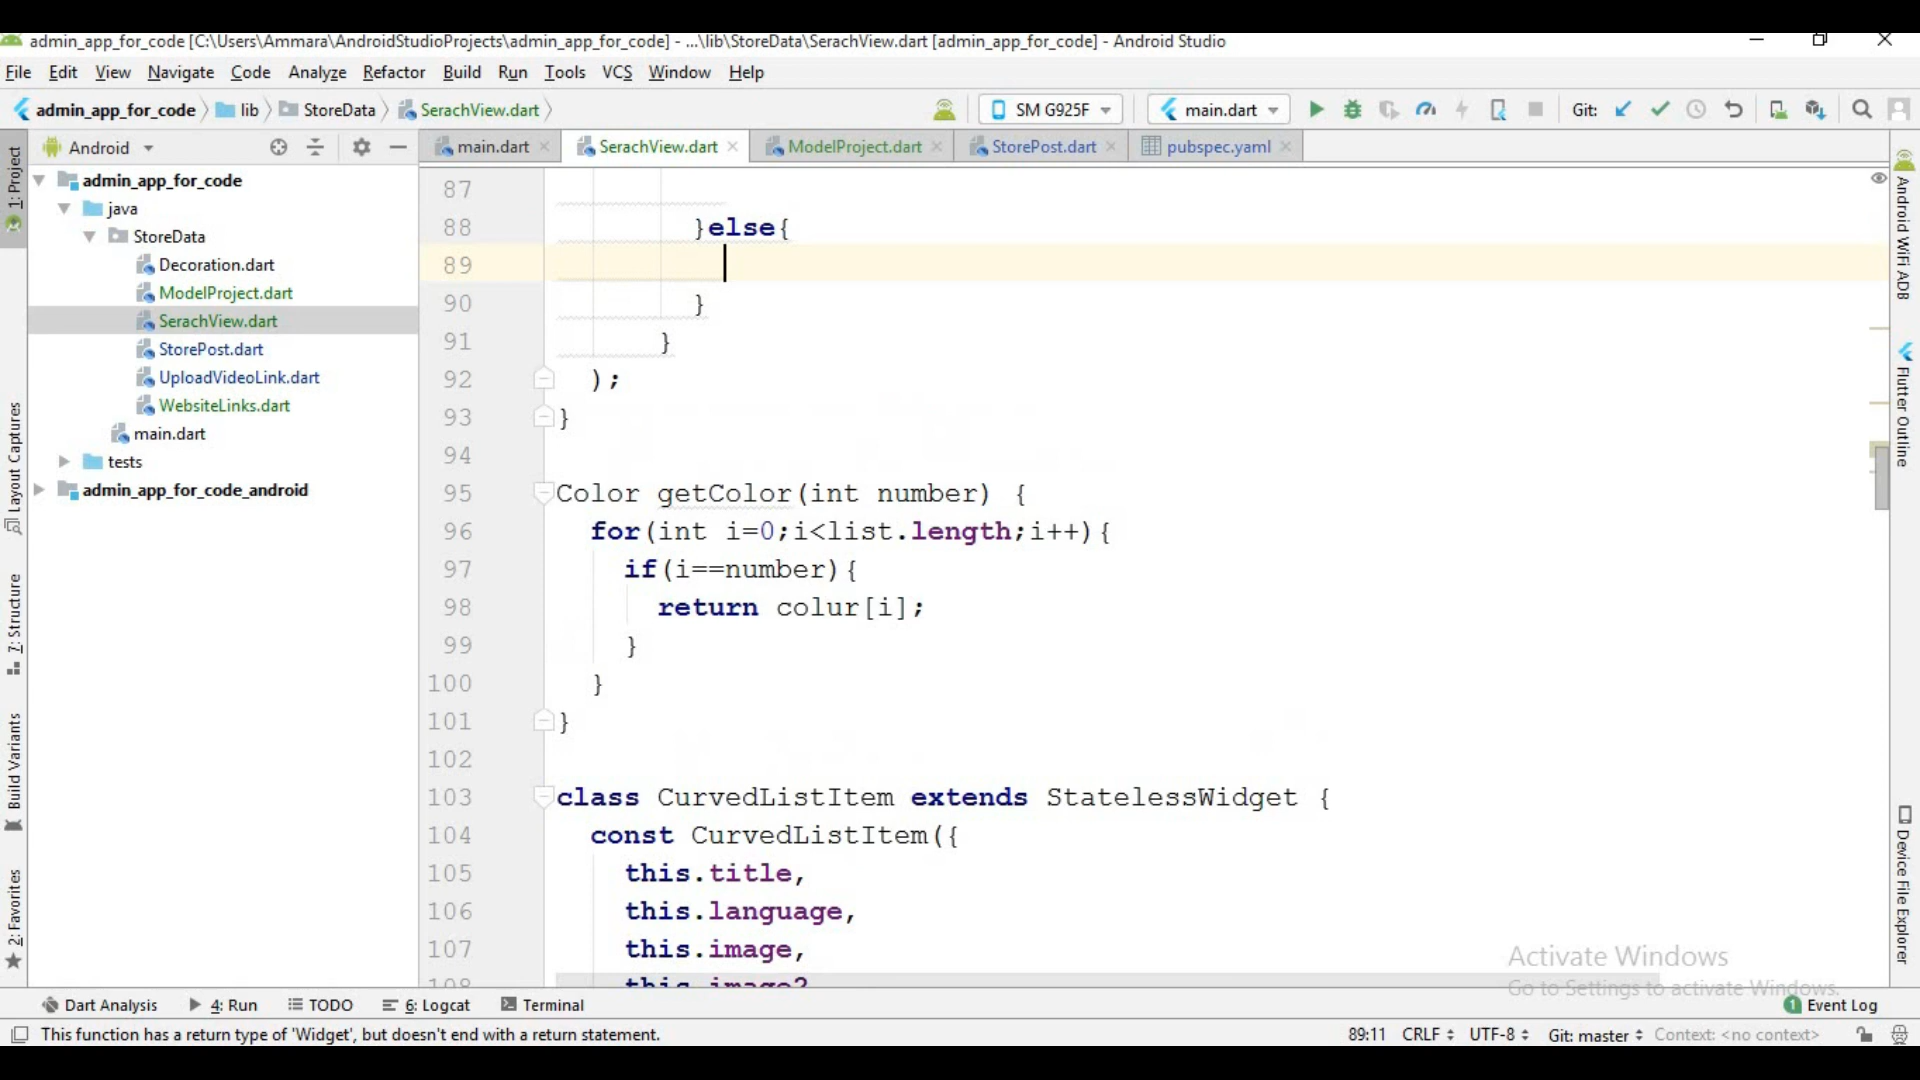 admin_app_for_code [C:\Users\Ammara\AndroidStudioProjects\admin_app_for_code] - ...\lib\StoreData\SerachView.dart [admin_app_for_code] - Android Studio
File Edit View Navigate Code Analyze Refactor Build Run Tools VCS Window Help
admin_app_for_code lib StoreData SerachView.dart SM G925F main.dart Git:
Android main.dart SerachView.dart ModelProject.dart StorePost.dart pubspec.yaml
1: Project
Layout Captures
7: Structure
Build Variants
2: Favorites
admin_app_for_code
java
StoreData
Decoration.dart
ModelProject.dart
SerachView.dart
StorePost.dart
UploadVideoLink.dart
WebsiteLinks.dart
main.dart
tests
admin_app_for_code_android
87
88 }else{
89
90 }
91 }
92 );
93 }
94
95 Color getColor(int number) {
96 for(int i=0;i<list.length;i++){
97 if(i==number){
98 return colur[i];
99 }
100 }
101 }
102
103 class CurvedListItem extends StatelessWidget {
104 const CurvedListItem({
105 this.title,
106 this.language,
107 this.image,
108 this.image2
Android WiFi ADB
Flutter Outline
Device File Explorer
Activate Windows
Go to Settings to activate Windows.
Dart Analysis 4: Run TODO 6: Logcat Terminal 1 Event Log
This function has a return type of 'Widget', but doesn't end with a return statement. 89:11 CRLF UTF-8 Git: master Context: <no context>